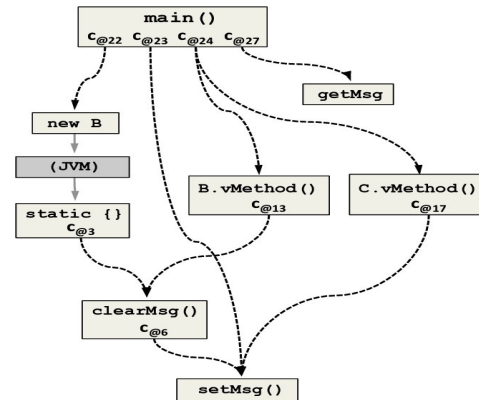 main()
c@22 c@23 c@24 c@27
getMsg
new B
(JVM)
static {}
c@3
B.vMethod()
c@13
C.vMethod()
c@17
clearMsg()
c@6
setMsg()